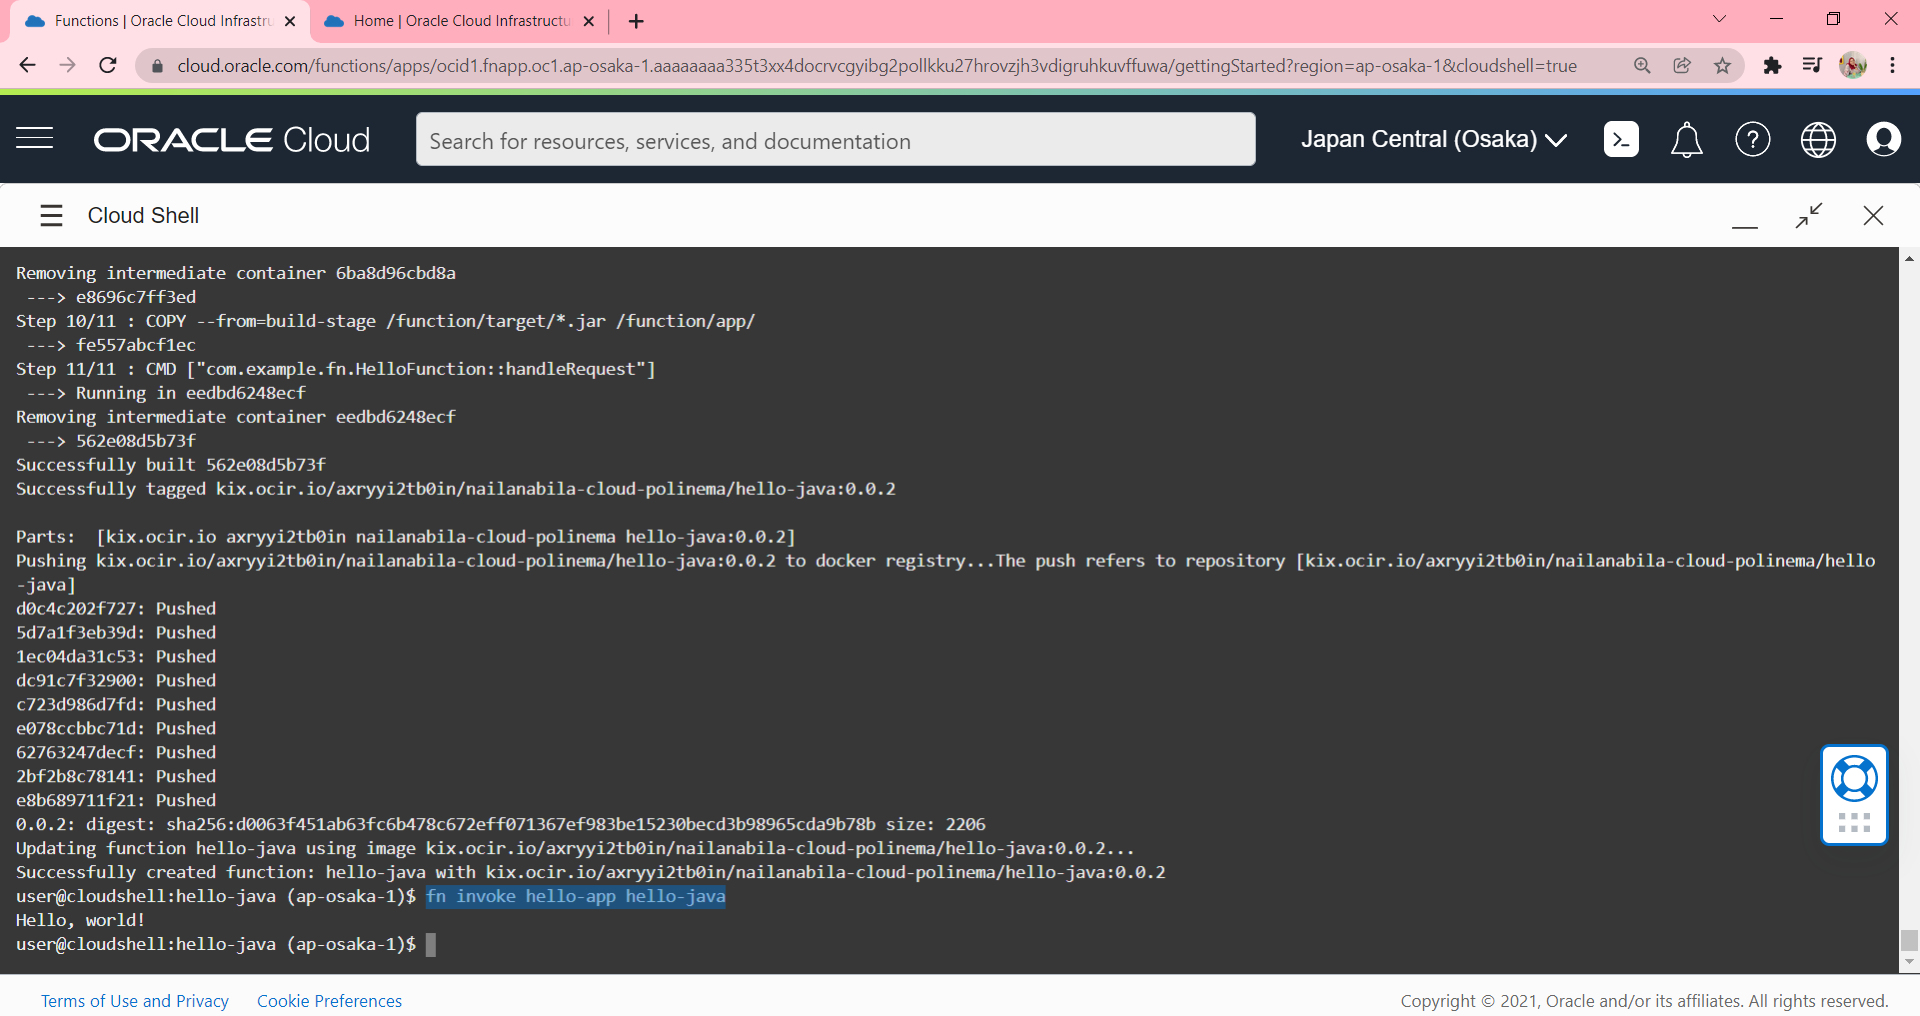 Functions | Oracle Cloud Infrastru
Home | Oracle Cloud Infrastructu
cloud.oracle.com/functions/apps/ocid1.fnapp.oc1.ap-osaka-1.aaaaaaaa335t3xx4docrvcgyibg2pollkku27hrovzjh3vdigruhkuvffuwa/gettingStarted?region=ap-osaka-1&cloudshell=true
ORACLE Cloud
Search for resources, services, and documentation
Japan Central (Osaka)
Cloud Shell
Removing intermediate container 6ba8d96cbd8a
---> e8696c7ff3ed
Step 10/11 : COPY --from=build-stage /function/target/*.jar /function/app/
---> fe557abcf1ec
Step 11/11 : CMD ["com.example.fn.HelloFunction::handleRequest"]
---> Running in eedbd6248ecf
Removing intermediate container eedbd6248ecf
---> 562e08d5b73f
Successfully built 562e08d5b73f
Successfully tagged kix.ocir.io/axryyi2tb0in/nailanabila-cloud-polinema/hello-java:0.0.2
Parts:  [kix.ocir.io axryyi2tb0in nailanabila-cloud-polinema hello-java:0.0.2]
Pushing kix.ocir.io/axryyi2tb0in/nailanabila-cloud-polinema/hello-java:0.0.2 to docker registry...The push refers to repository [kix.ocir.io/axryyi2tb0in/nailanabila-cloud-polinema/hello
-java]
d0c4c202f727: Pushed
5d7a1f3eb39d: Pushed
1ec04da31c53: Pushed
dc91c7f32900: Pushed
c723d986d7fd: Pushed
e078ccbbc71d: Pushed
62763247decf: Pushed
2bf2b8c78141: Pushed
e8b689711f21: Pushed
0.0.2: digest: sha256:d0063f451ab63fc6b478c672eff071367ef983be15230becd3b98965cda9b78b size: 2206
Updating function hello-java using image kix.ocir.io/axryyi2tb0in/nailanabila-cloud-polinema/hello-java:0.0.2...
Successfully created function: hello-java with kix.ocir.io/axryyi2tb0in/nailanabila-cloud-polinema/hello-java:0.0.2
user@cloudshell:hello-java (ap-osaka-1)$ fn invoke hello-app hello-java
Hello, world!
user@cloudshell:hello-java (ap-osaka-1)$
Terms of Use and Privacy
Cookie Preferences
Copyright © 2021, Oracle and/or its affiliates. All rights reserved.